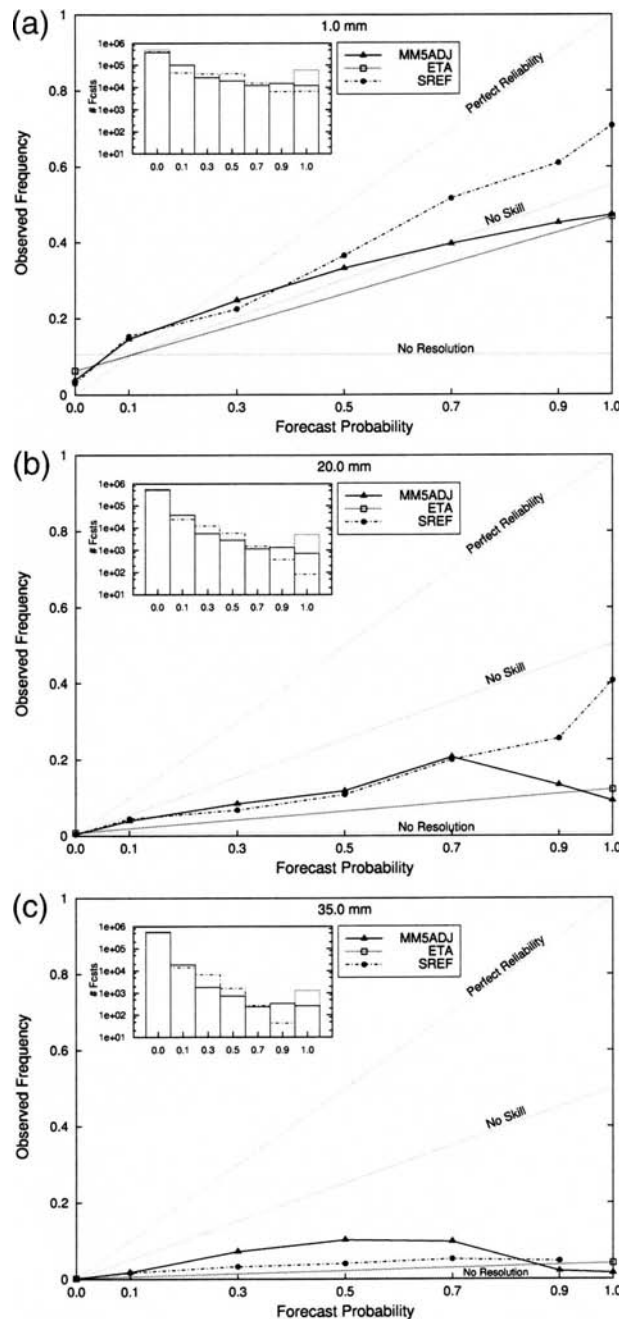 (a)
1.0 mm
1
0.8
0.6
0.4
0.2
0
Observed Frequency
1e+06
1e+05
1e+04
1e+03
1e+02
1e+01
# Fcsts
0.0 0.1 0.3 0.5 0.7 0.9 1.0
MM5ADJ
ETA
SREF
Perfect Reliability
No Skill
No Resolution
0.0 0.1 0.3 0.5 0.7 0.9 1.0
Forecast Probability
(b)
20.0 mm
1
0.8
0.6
0.4
0.2
0
Observed Frequency
1e+06
1e+05
1e+04
1e+03
1e+02
1e+01
# Fcsts
0.0 0.1 0.3 0.5 0.7 0.9 1.0
MM5ADJ
ETA
SREF
Perfect Reliability
No Skill
No Resolution
0.0 0.1 0.3 0.5 0.7 0.9 1.0
Forecast Probability
(c)
35.0 mm
1
0.8
0.6
0.4
0.2
0
Observed Frequency
1e+06
1e+05
1e+04
1e+03
1e+02
1e+01
# Fcsts
0.0 0.1 0.3 0.5 0.7 0.9 1.0
MM5ADJ
ETA
SREF
Perfect Reliability
No Skill
No Resolution
0.0 0.1 0.3 0.5 0.7 0.9 1.0
Forecast Probability